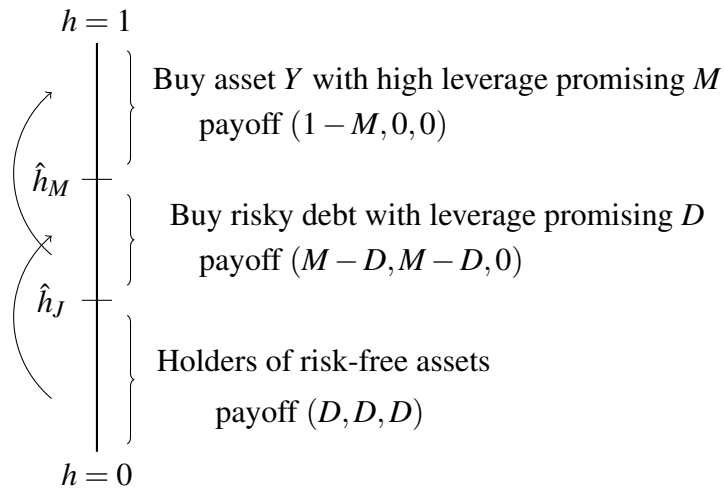 h = 1
Buy asset Y with high leverage promising M
payoff (1 − M, 0, 0)
ĥ_M
Buy risky debt with leverage promising D
payoff (M − D, M − D, 0)
ĥ_J
Holders of risk-free assets
payoff (D, D, D)
h = 0